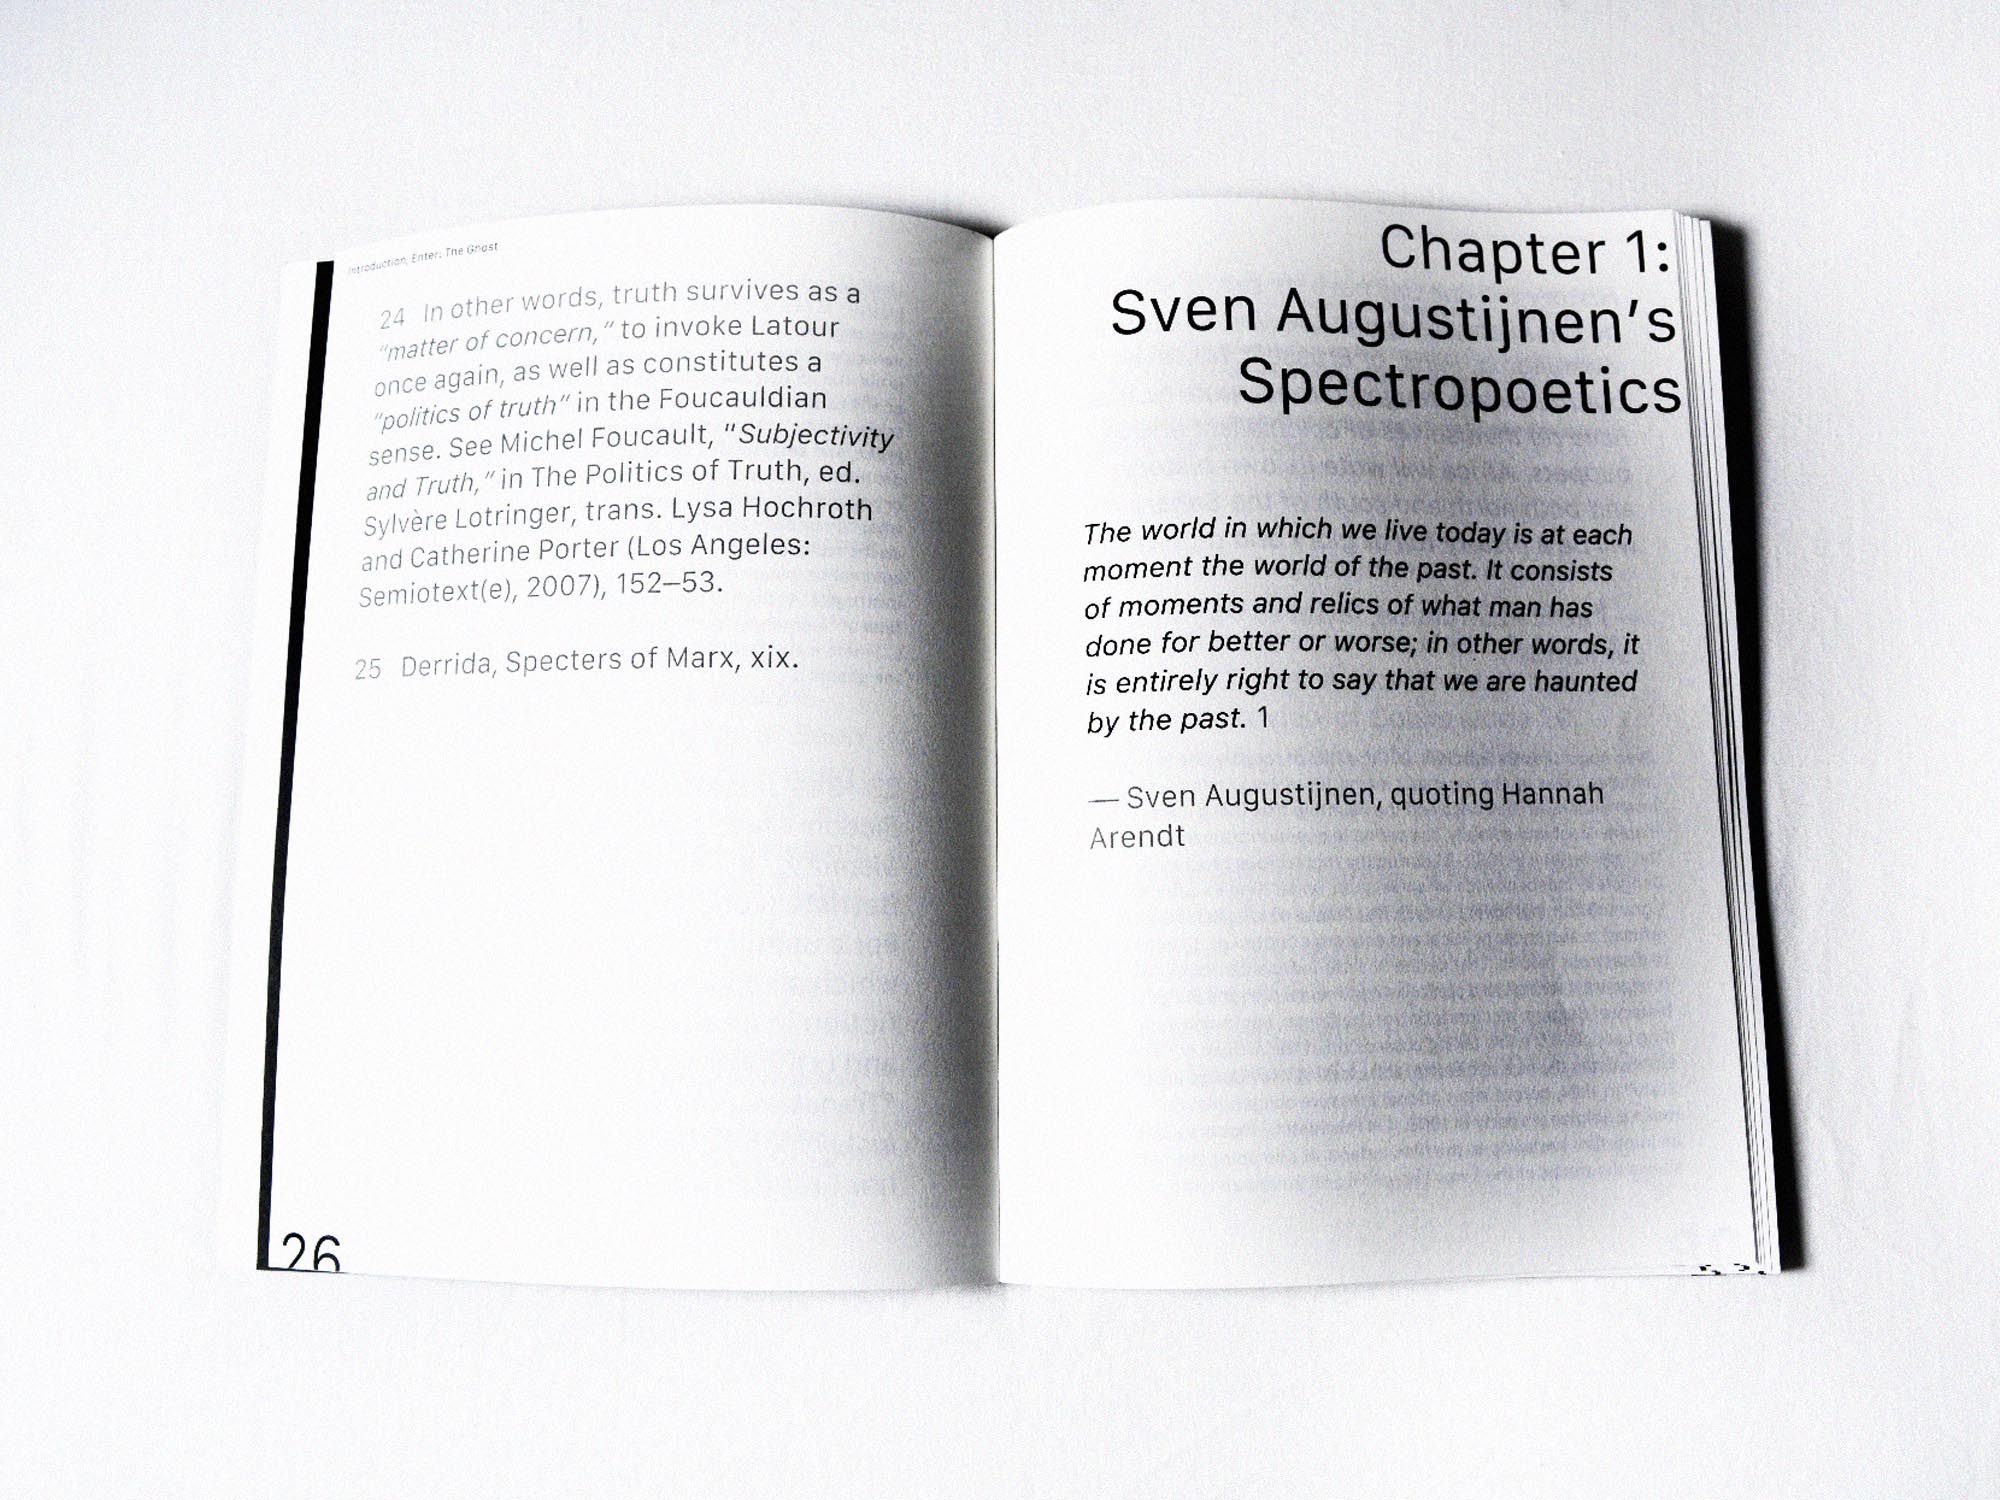 Introduction, Enter: The Ghost
24 In other words, truth survives as a
“matter of concern,” to invoke Latour
once again, as well as constitutes a
“politics of truth” in the Foucauldian
sense. See Michel Foucault, “Subjectivity
and Truth,” in The Politics of Truth, ed.
Sylvère Lotringer, trans. Lysa Hochroth
and Catherine Porter (Los Angeles:
Semiotext(e), 2007), 152–53.
25 Derrida, Specters of Marx, xix.
26
Chapter 1:
Sven Augustijnen’s
Spectropoetics
The world in which we live today is at each
moment the world of the past. It consists
of moments and relics of what man has
done for better or worse; in other words, it
is entirely right to say that we are haunted
by the past. 1
— Sven Augustijnen, quoting Hannah
Arendt